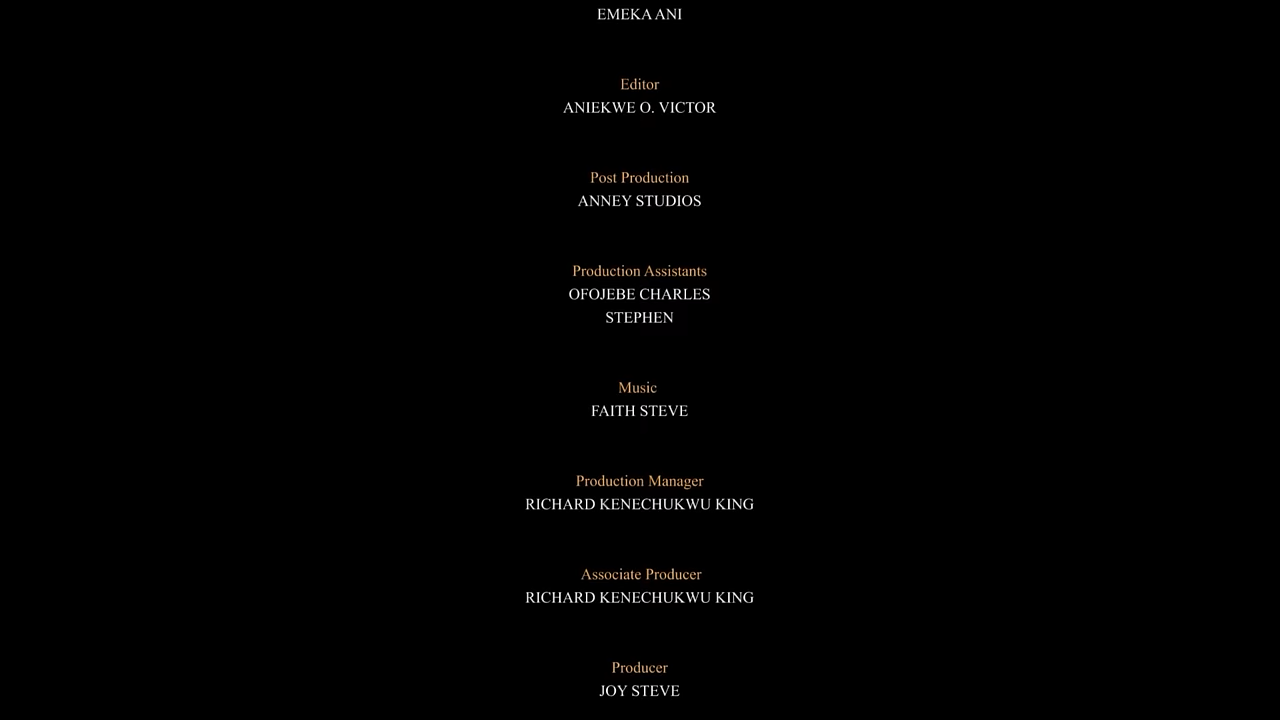 EMEKA ANI
Editor
ANIEKWE O. VICTOR
Post Production
ANNEY STUDIOS
Production Assistants
OFOJEBE CHARLES
STEPHEN
Music
FAITH STEVE
Production Manager
RICHARD KENECHUKWU KING
Associate Producer
RICHARD KENECHUKWU KING
Producer
JOY STEVE